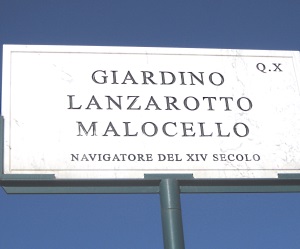 Q.X
GIARDINO
LANZAROTTO
MALOCELLO
NAVIGATORE DEL XIV SECOLO